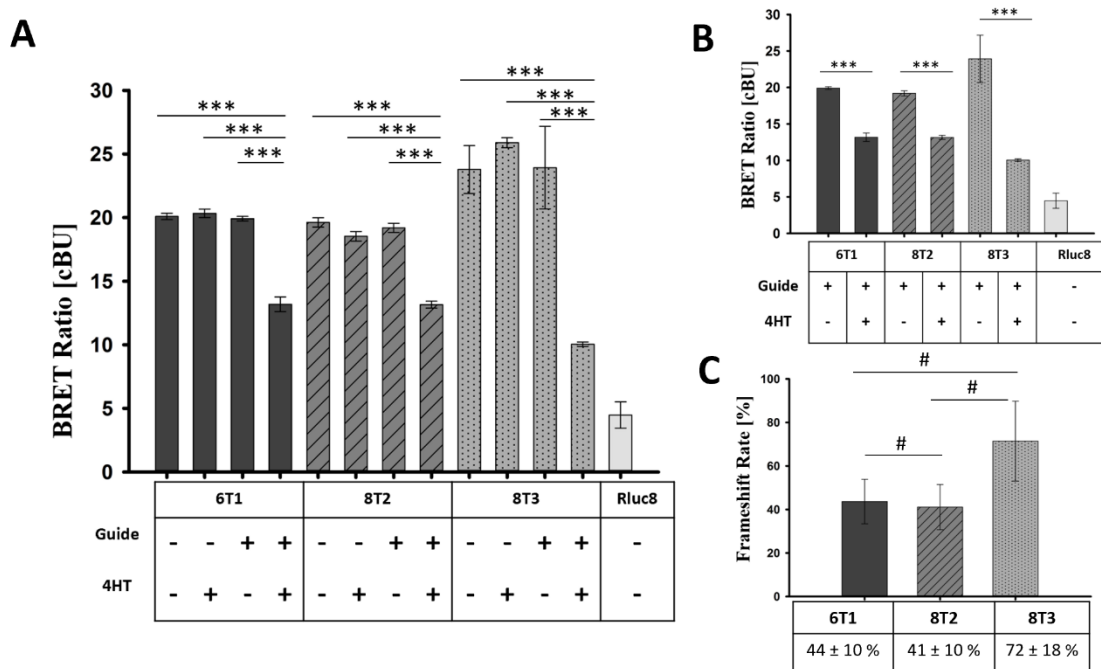 A
BRET Ratio [cBU]
30
25
20
15
10
5
0
***
***
***
***
***
***
***
***
***
6T1 8T2 8T3 Rluc8
Guide - - + + - - + + - - + + -
4HT - + - + - + - + - + - + -
B
BRET Ratio [cBU]
30
25
20
15
10
5
0
*** *** ***
6T1 8T2 8T3 Rluc8
Guide + + + + + + -
4HT - + - + - + -
C
Frameshift Rate [%]
100
80
60
40
20
0
#
#
#
6T1 8T2 8T3
44 ± 10 % 41 ± 10 % 72 ± 18 %